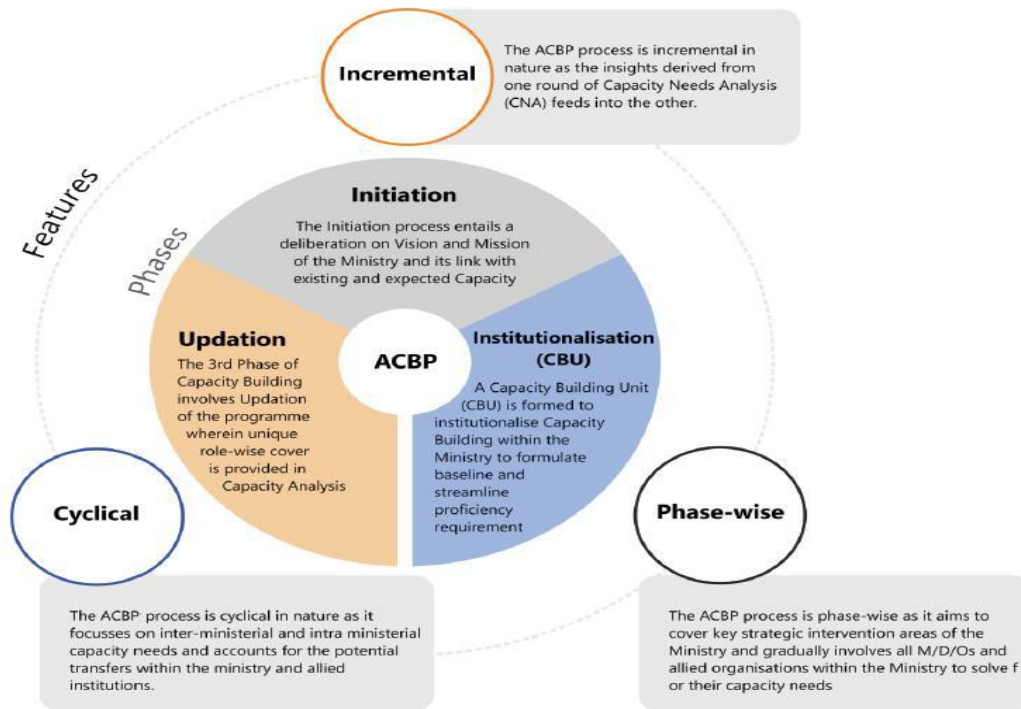 Incremental
The ACBP process is incremental in
nature as the insights derived from
one round of Capacity Needs Analysis
(CNA) feeds into the other.
Features
Phases
Initiation
The Initiation process entails a
deliberation on Vision and Mission
of the Ministry and its link with
existing and expected Capacity
Updation
The 3rd Phase of
Capacity Building
involves Updation
of the programme
wherein unique
role-wise cover
is provided in
Capacity Analysis
ACBP
Institutionalisation
(CBU)
A Capacity Building Unit
(CBU) is formed to
institutionalise Capacity
Building within the
Ministry to formulate
baseline and
streamline
proficiency
requirement
Cyclical
The ACBP process is cyclical in nature as it
focusses on inter-ministerial and intra ministerial
capacity needs and accounts for the potential
transfers within the ministry and allied
institutions.
Phase-wise
The ACBP process is phase-wise as it aims to
cover key strategic intervention areas of the
Ministry and gradually involves all M/D/Os and
allied organisations within the Ministry to solve f
or their capacity needs